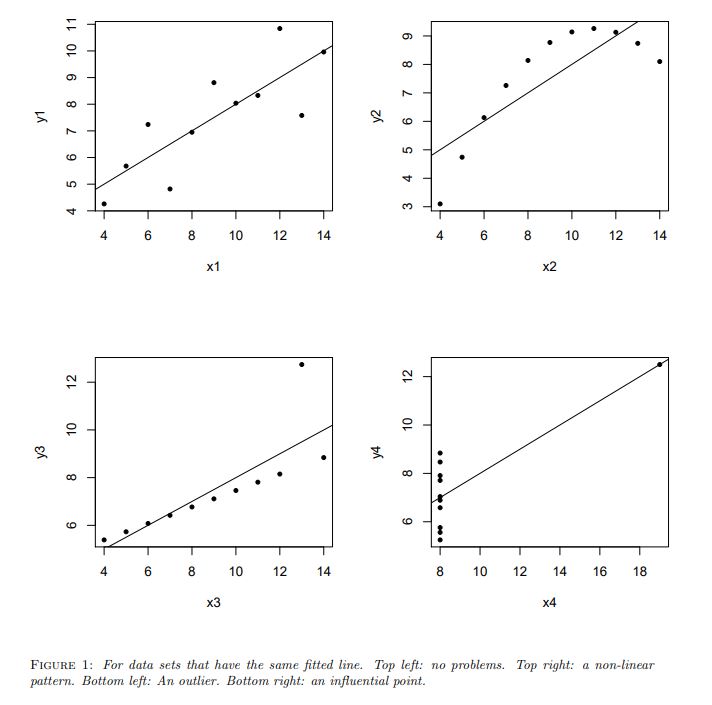 4 5 6 7 8 9 10 11
y1
4 6 8 10 12 14
x1
3 4 5 6 7 8 9
y2
4 6 8 10 12 14
x2
6 8 10 12
y3
4 6 8 10 12 14
x3
6 8 10 12
y4
8 10 12 14 16 18
x4
FIGURE 1: For data sets that have the same fitted line. Top left: no problems. Top right: a non-linear
pattern. Bottom left: An outlier. Bottom right: an influential point.